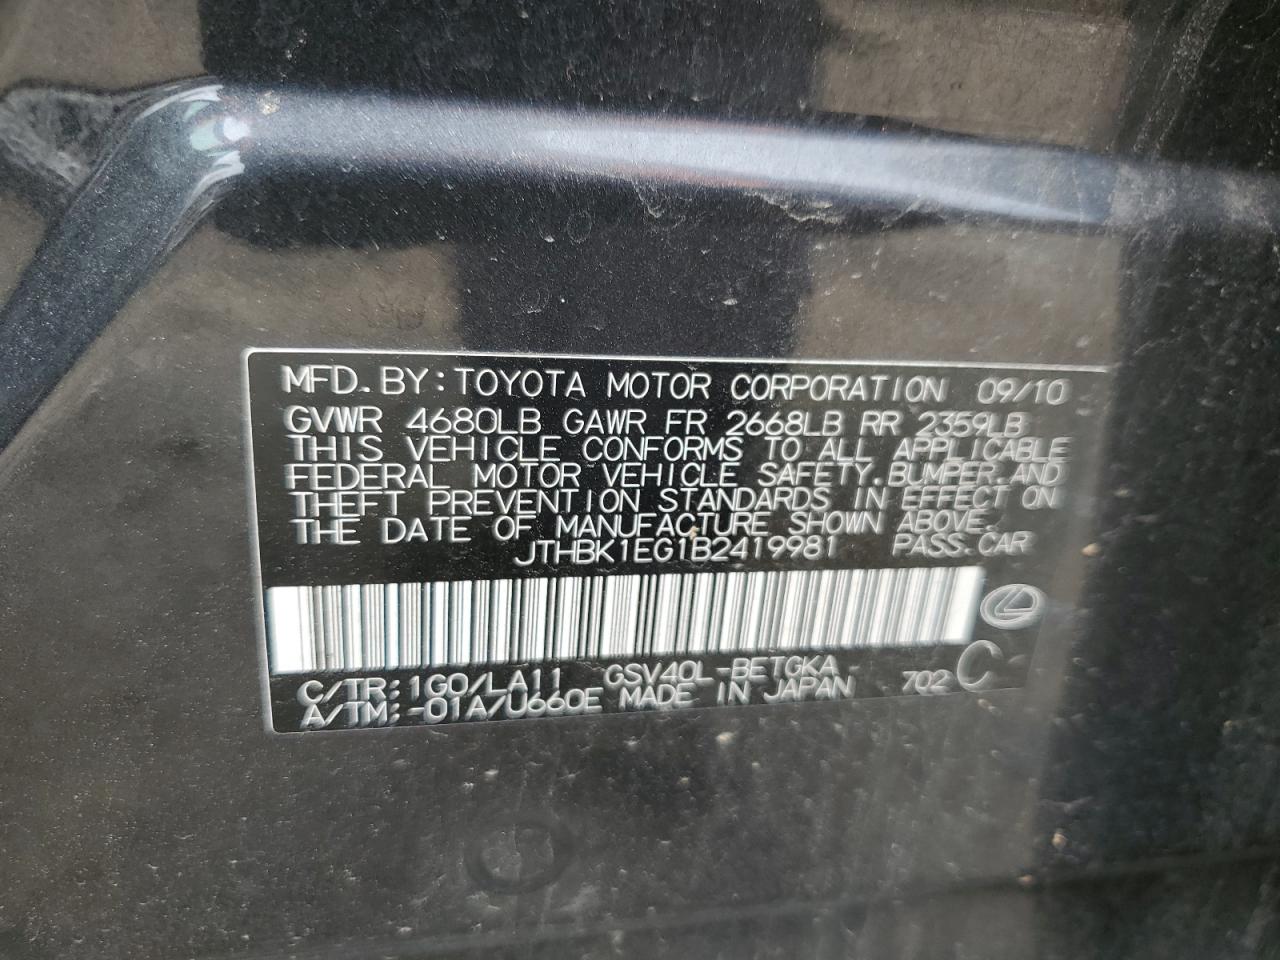 MFD. BY: TOYOTA MOTOR CORPORATION 09/10
GVWR 4680LB GAWR FR 2668LB RR 2359LB
THIS VEHICLE CONFORMS TO ALL APPLICABLE
FEDERAL MOTOR VEHICLE SAFETY, BUMPER, AND
THEFT PREVENTION STANDARDS IN EFFECT ON
THE DATE OF MANUFACTURE SHOWN ABOVE.
JTHBK1EG1B2419981 PASS. CAR
C/TR: 1G0/LA11 GSV40L-BETGKA
A/TM: -01A/U660E MADE IN JAPAN 702 C